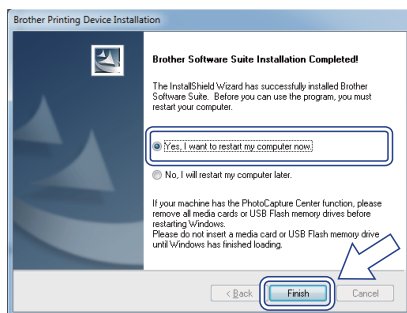 Brother Printing Device Installation
Brother Software Suite Installation Completed!
The InstallShield Wizard has successfully installed Brother
Software Suite. Before you can use the program, you must
restart your computer.
Yes, I want to restart my computer now.
No, I will restart my computer later.
If your machine has the PhotoCapture Center function, please
remove all media cards or USB Flash memory drives before
restarting Windows.
Please do not insert a media card or USB Flash memory drive
until Windows has finished loading.
< Back
Finish
Cancel